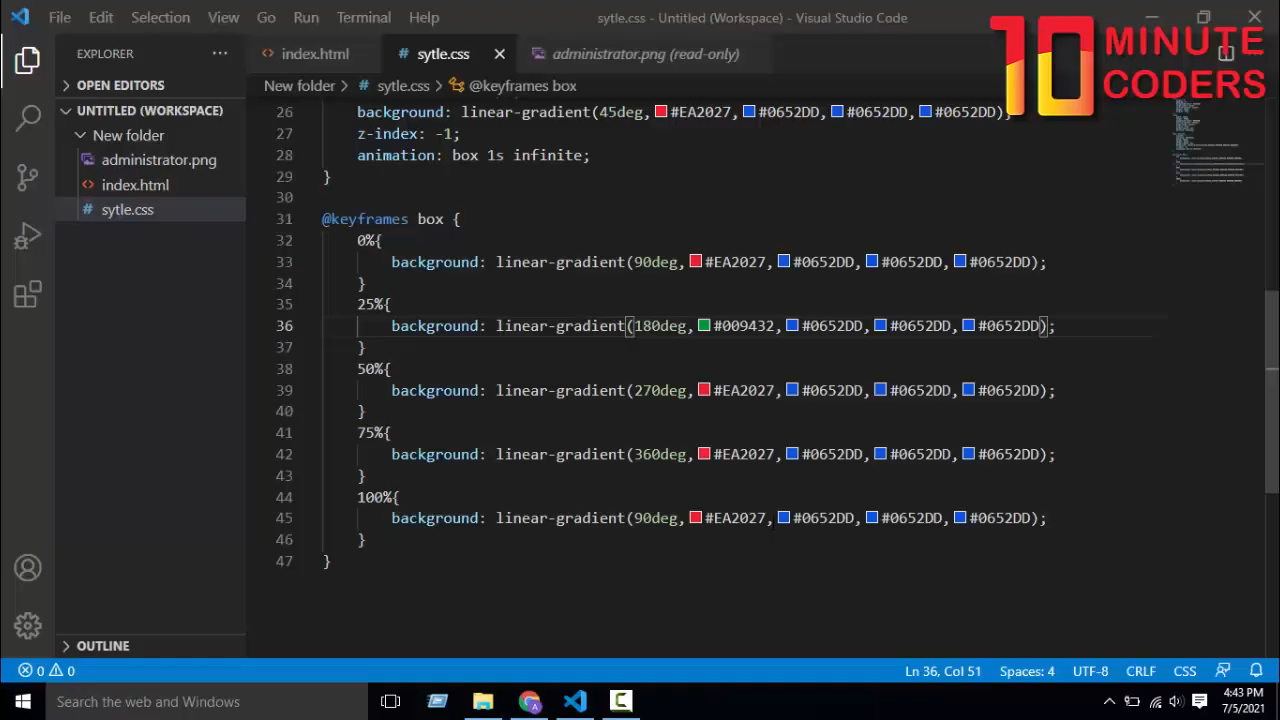 File Edit Selection View Go Run Terminal Help
sytle.css - Untitled (Workspace) - Visual Studio Code
10 MINUTE CODERS
EXPLORER
index.html
sytle.css
administrator.png (read-only)
OPEN EDITORS
UNTITLED (WORKSPACE)
New folder
administrator.png
index.html
sytle.css
New folder > sytle.css > @keyframes box
26 background: linear-gradient(45deg, #EA2027, #0652DD, #0652DD, #0652DD);
27 z-index: -1;
28 animation: box 1s infinite;
29 }
30
31 @keyframes box {
32 0%{
33 background: linear-gradient(90deg, #EA2027, #0652DD, #0652DD, #0652DD);
34 }
35 25%{
36 background: linear-gradient(180deg, #009432, #0652DD, #0652DD, #0652DD);
37 }
38 50%{
39 background: linear-gradient(270deg, #EA2027, #0652DD, #0652DD, #0652DD);
40 }
41 75%{
42 background: linear-gradient(360deg, #EA2027, #0652DD, #0652DD, #0652DD);
43 }
44 100%{
45 background: linear-gradient(90deg, #EA2027, #0652DD, #0652DD, #0652DD);
46 }
47 }
OUTLINE
0 0
Ln 36, Col 51 Spaces: 4 UTF-8 CRLF CSS
Search the web and Windows
4:43 PM
7/5/2021